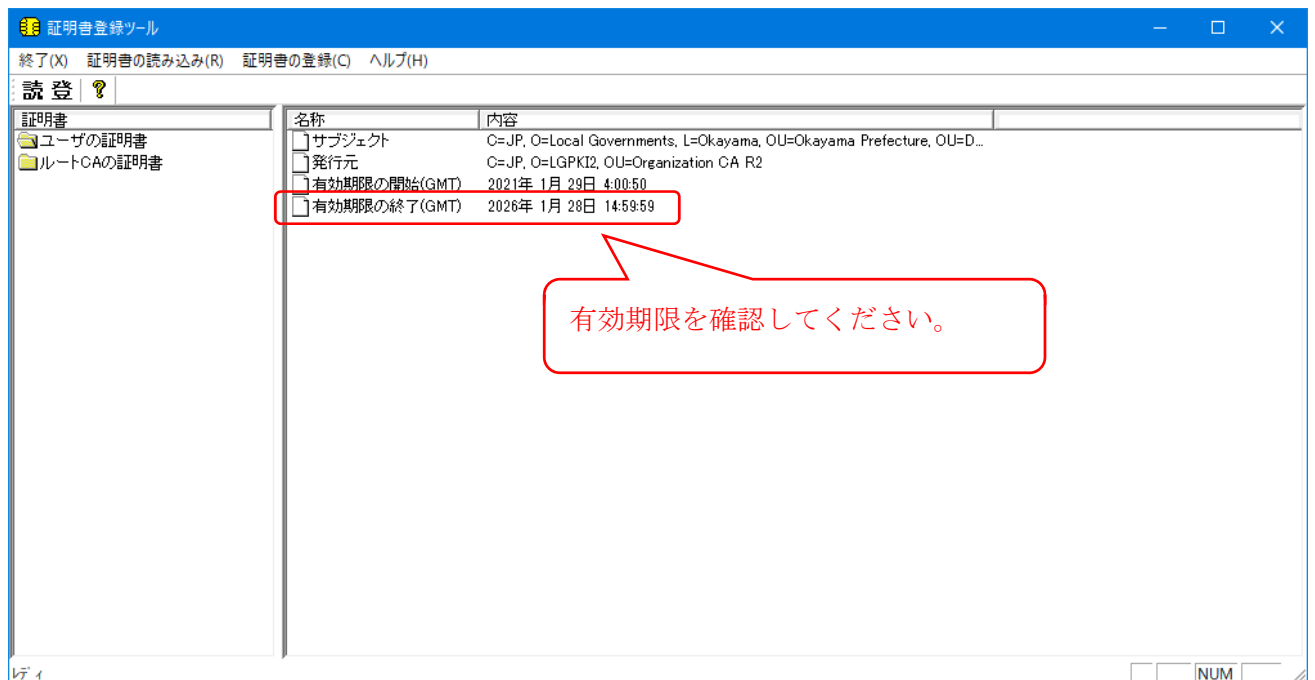 証明書登録ツール
終了(X) 証明書の読み込み(R) 証明書の登録(C) ヘルプ(H)
読 登 ?
証明書 名称 内容
ユーザの証明書 サブジェクト C=JP, O=Local Governments, L=Okayama, OU=Okayama Prefecture, OU=D...
ルートCAの証明書 発行元 C=JP, O=LGPKI2, OU=Organization CA R2
有効期限の開始(GMT) 2021年 1月 29日 4:00:50
有効期限の終了(GMT) 2026年 1月 28日 14:59:59
有効期限を確認してください。
レディ NUM